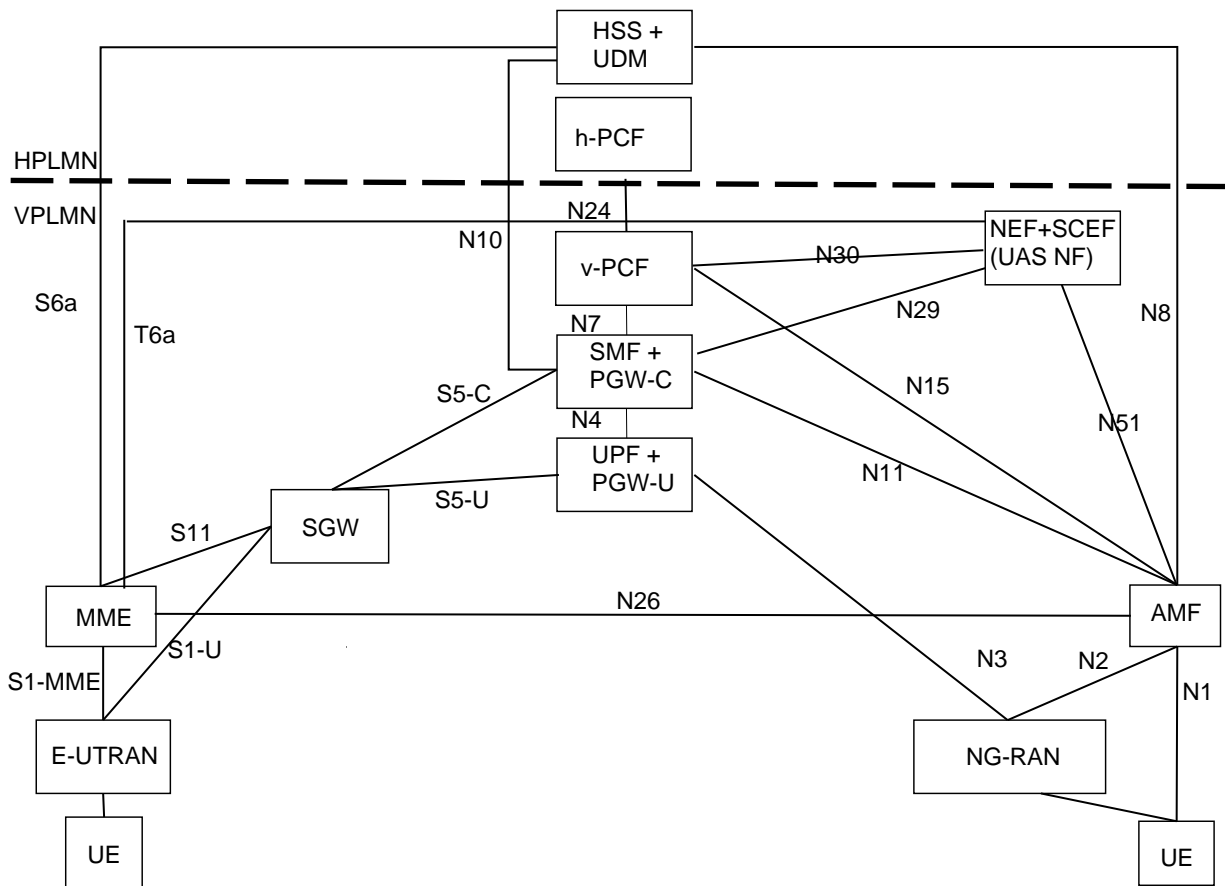 HSS +
UDM
h-PCF
HPLMN
VPLMN
N24
NEF+SCEF
(UAS NF)
N10
N30
v-PCF
S6a
T6a
N7
N29
N8
SMF +
PGW-C
S5-C
N15
N4
N51
UPF +
PGW-U
N11
S5-U
SGW
S11
MME
N26
AMF
S1-U
N3
N2
S1-MME
N1
E-UTRAN
NG-RAN
UE
UE